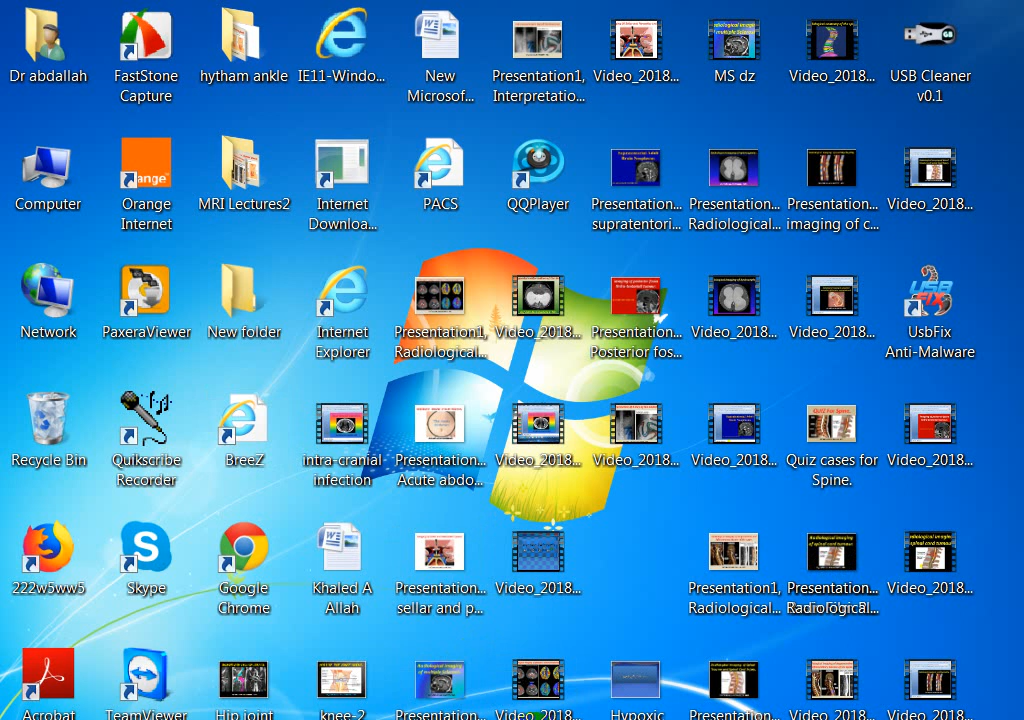 Dr abdallah
FastStone
Capture
hytham ankle
IE11-Windo...
New
Microsof...
Presentation1,
Interpretatio...
Video_2018...
MS dz
Video_2018...
USB Cleaner
v0.1
Computer
Orange
Internet
MRI Lectures2
Internet
Downloa...
PACS
QQPlayer
Presentation...
supratentori...
Presentation...
Radiological...
Presentation...
imaging of c...
Video_2018...
Network
PaxeraViewer
New folder
Internet
Explorer
Presentation1,
Radiological...
Video_2018...
Presentation...
Posterior fos...
Video_2018...
Video_2018...
UsbFix
Anti-Malware
Recycle Bin
Quikscribe
Recorder
BreeZ
intra-cranial
infection
Presentation...
Acute abdo...
Video_2018...
Video_2018...
Video_2018...
Quiz cases for
Spine.
Video_2018...
222w5ww5
Skype
Google
Chrome
Khaled A
Allah
Presentation...
sellar and p...
Video_2018...
Presentation1,
Radiological...
Presentation...
Radiological...
Video_2018...
Acrobat
TeamViewer
Hip joint
knee-2
Presentation...
Video_2018...
Hypoxic
Presentation...
Video_2018...
Video_2018...